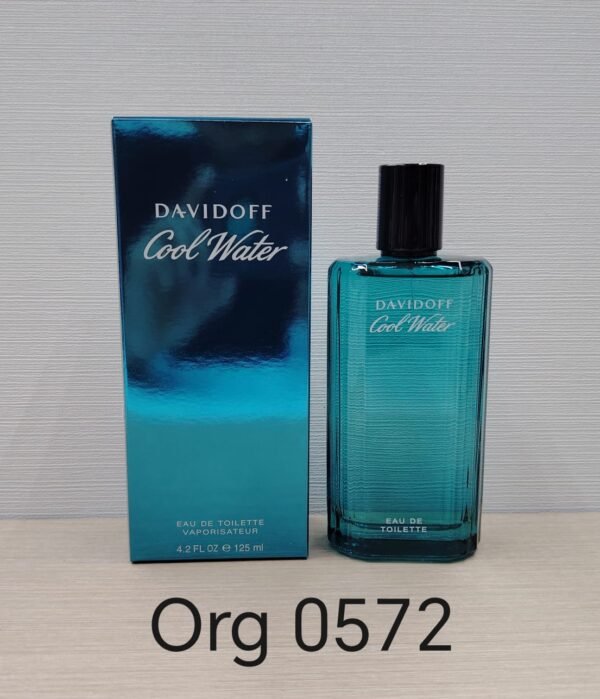 DAVIDOFF
Cool Water
EAU DE TOILETTE
VAPORISATEUR
4.2 FL OZ ℮ 125 ml
DAVIDOFF
Cool Water
EAU DE
TOILETTE
Org 0572